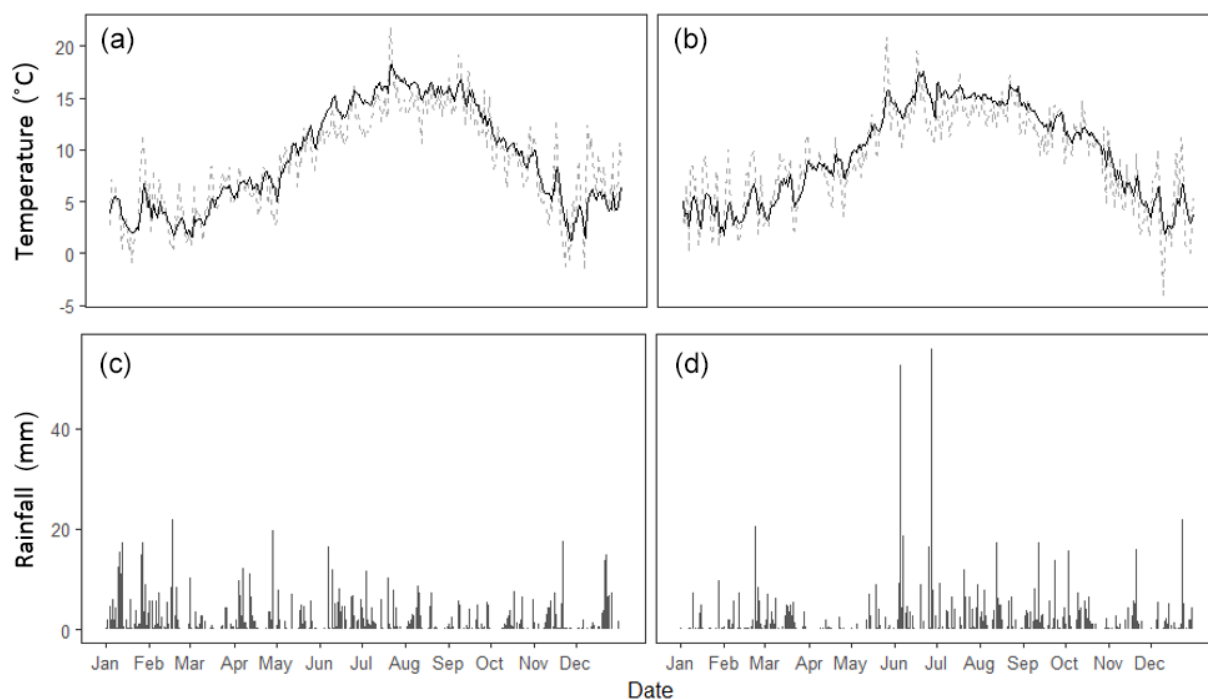 (a) (b)
Temperature (˚C)
20
15
10
5
0
-5
(c) (d)
Rainfall (mm)
40
20
0
Jan Feb Mar Apr May Jun Jul Aug Sep Oct Nov Dec Jan Feb Mar Apr May Jun Jul Aug Sep Oct Nov Dec
Date